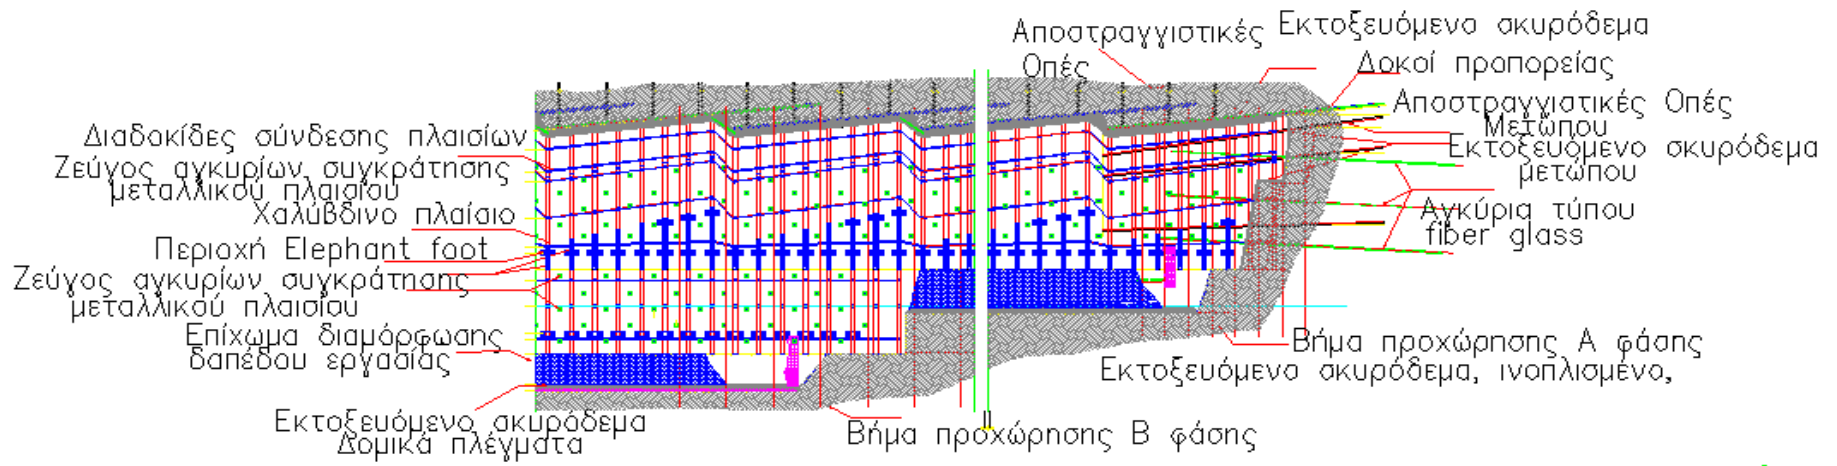 Αποστραγγιστικές
Οπές
Εκτοξευόμενο σκυρόδεμα
Δοκοί προπορείας
Αποστραγγιστικές Οπές
Μετώπου
Εκτοξευόμενο σκυρόδεμα
μετώπου
Αγκύρια τύπου
fiber glass
Διαδοκίδες σύνδεσης πλαισίων
Ζεύγος αγκυρίων συγκράτησης
μεταλλικού πλαισίου
Χαλύβδινο πλαίσιο
Περιοχή Elephant foot
Ζεύγος αγκυρίων συγκράτησης
μεταλλικού πλαισίου
Επίχωμα διαμόρφωσης
δαπέδου εργασίας
Εκτοξευόμενο σκυρόδεμα
Δομικά πλέγματα
Βήμα προχώρησης Α φάσης
Εκτοξευόμενο σκυρόδεμα, ινοπλισμένο,
Βήμα προχώρησης Β φάσης